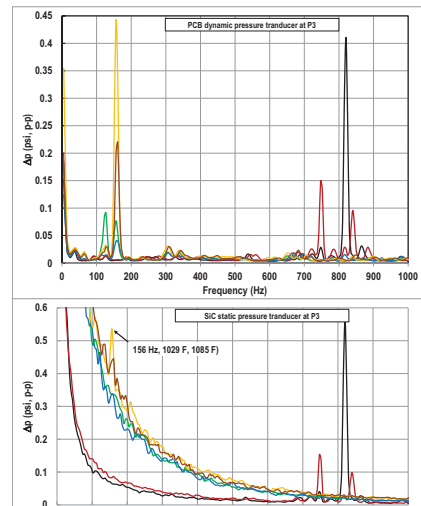 PCB dynamic pressure tranducer at P3
0.45
0.4
0.35
0.3
0.25
0.2
0.15
0.1
0.05
0
Δp (psi, p-p)
0 100 200 300 400 500 600 700 800 900 1000
Frequency (Hz)
SiC static pressure tranducer at P3
0.6
0.5
0.4
0.3
0.2
0.1
0
Δp (psi, p-p)
156 Hz, 1029 F, 1085 F)